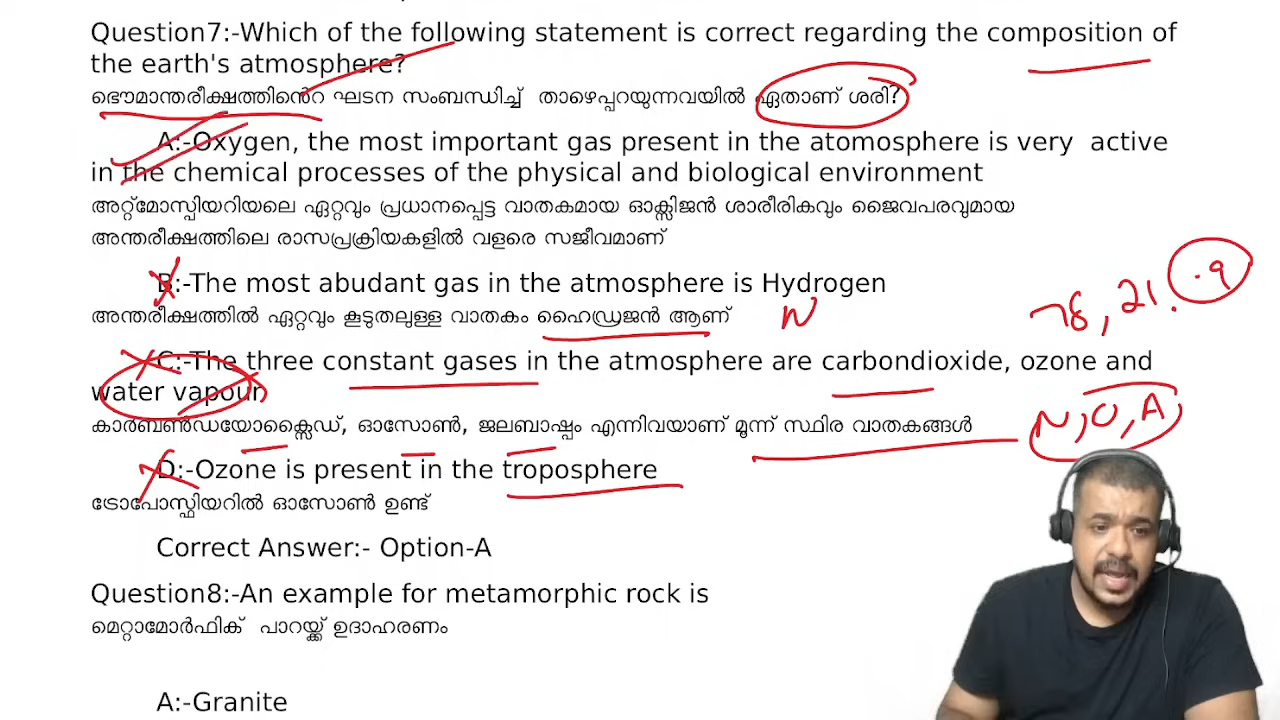 Question7:-Which of the following statement is correct regarding the composition of
the earth's atmosphere?
ഭൌമാന്തരീക്ഷത്തിൻെറ ഘടന സംബന്ധിച്ച് താഴെപ്പറയുന്നവയിൽ ഏതാണ് ശരി?
A:-Oxygen, the most important gas present in the atomosphere is very active
in the chemical processes of the physical and biological environment
അറ്റ്മോസ്പിയറിയലെ ഏറ്റവും പ്രധാനപ്പെട്ട വാതകമായ ഓക്സിജൻ ശാരീരികവും ജൈവപരവുമായ
അന്തരീക്ഷത്തിലെ രാസപ്രക്രിയകളിൽ വളരെ സജീവമാണ്
B:-The most abudant gas in the atmosphere is Hydrogen
അന്തരീക്ഷത്തിൽ ഏറ്റവും കൂടുതലുള്ള വാതകം ഹൈഡ്രജൻ ആണ്
N
78, 21, .9
C:-The three constant gases in the atmosphere are carbondioxide, ozone and
water vapour
കാർബൺഡയോക്സൈഡ്, ഓസോൺ, ജലബാഷ്പം എന്നിവയാണ് മൂന്ന് സ്ഥിര വാതകങ്ങൾ
N, O, A,
D:-Ozone is present in the troposphere
ട്രോപോസ്ഫിയറിൽ ഓസോൺ ഉണ്ട്
Correct Answer:- Option-A
Question8:-An example for metamorphic rock is
മെറ്റാമോർഫിക് പാറയ്ക്ക് ഉദാഹരണം
A:-Granite